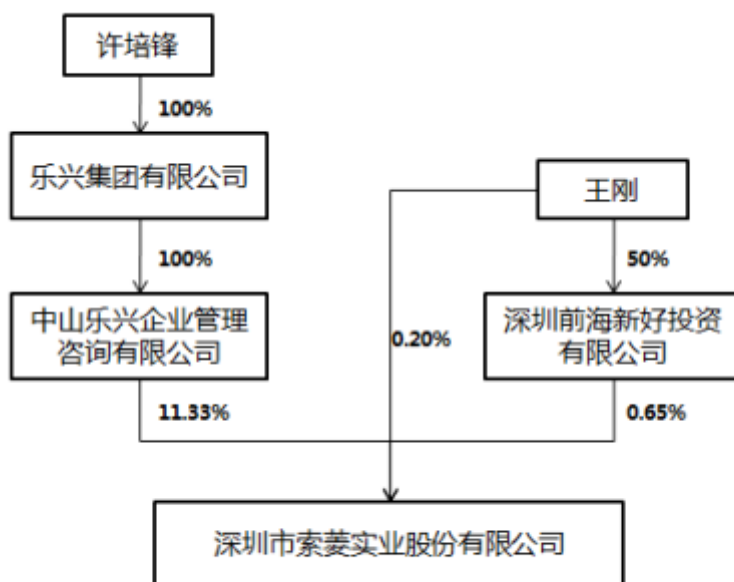 许培锋
100%
乐兴集团有限公司
王刚
100%
50%
中山乐兴企业管理
咨询有限公司
0.20%
深圳前海新好投资
有限公司
11.33%
0.65%
深圳市索菱实业股份有限公司